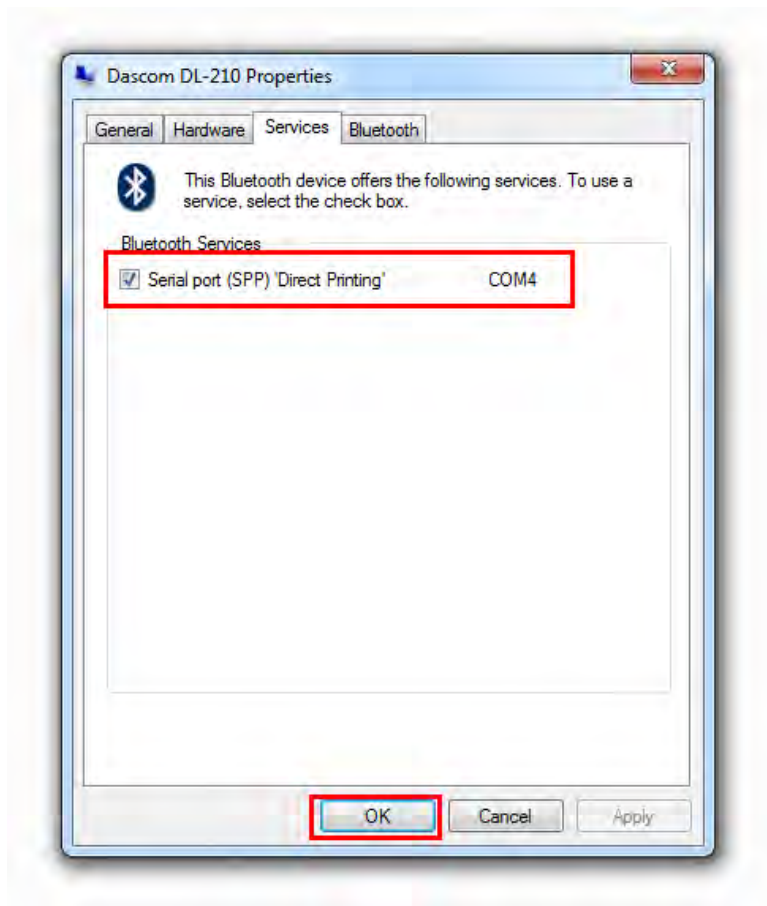 Dascom DL-210 Properties
General Hardware Services Bluetooth
This Bluetooth device offers the following services. To use a
service, select the check box.
Bluetooth Services
Serial port (SPP) 'Direct Printing' COM4
OK Cancel Apply